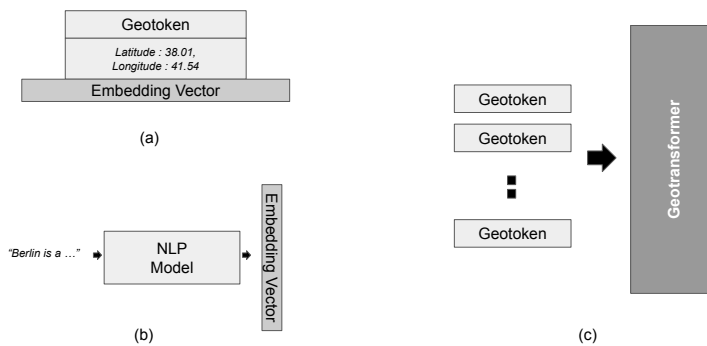 Geotoken
Latitude : 38.01,
Longitude : 41.54
Embedding Vector
(a)
"Berlin is a ..."
NLP
Model
Embedding Vector
(b)
Geotoken
Geotoken
Geotoken
Geotransformer
(c)